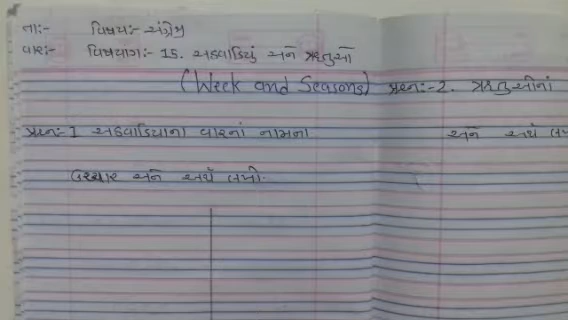 તાઃ- વિષયઃ- અંગ્રેજી
વારઃ- વિષયાંગઃ- 15. અઠવાડિયું અને ઋતુઓ
(Week and Seasons)
પ્રશ્નઃ-1 અઠવાડિયાના વારનાં નામના
ઉચ્ચાર અને અર્થ લખો.
પ્રશ્નઃ-2. ઋતુઓનાં
અને અર્થ